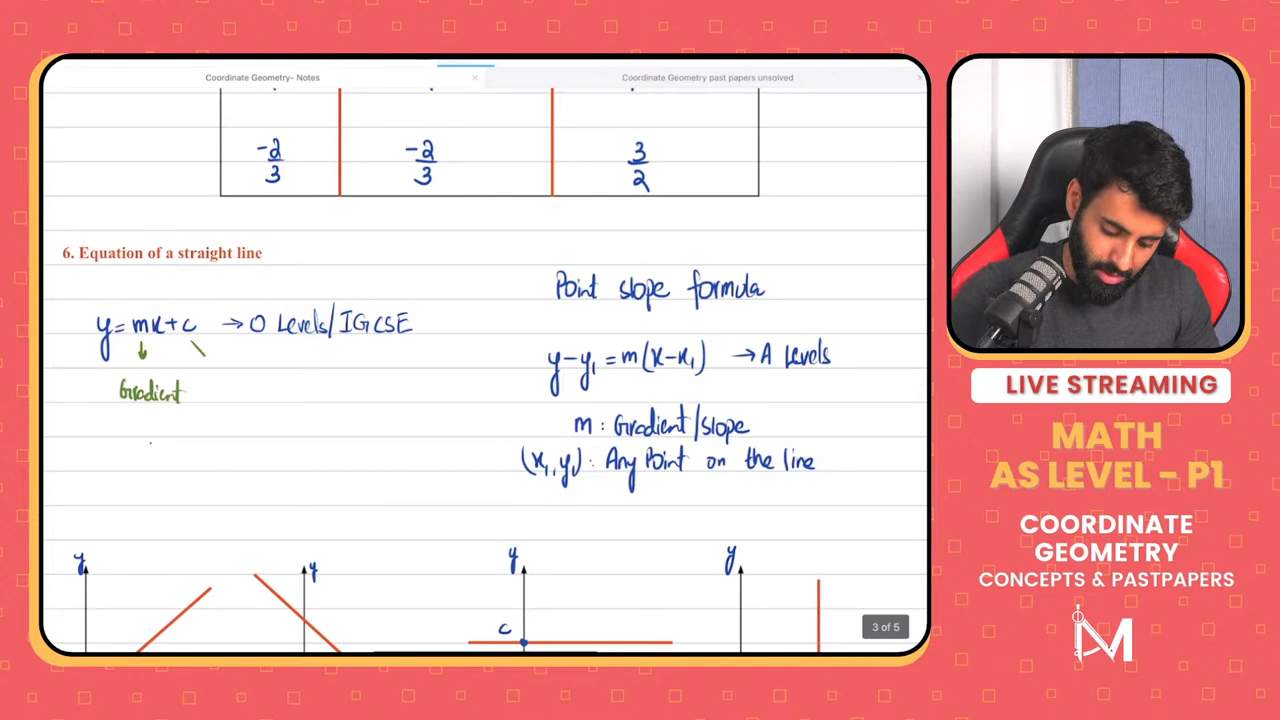 Coordinate Geometry- Notes
Coordinate Geometry past papers unsolved
-2/3
-2/3
3/2
6. Equation of a straight line
y=mx+c → O Levels/IGCSE
Gradient
Point slope formula
y-y₁=m(x-x₁) → A Levels
m: Gradient/slope
(x₁,y₁): Any Point on the line
y
y
y
c
y
3 of 5
LIVE STREAMING
MATH
AS LEVEL - P1
COORDINATE
GEOMETRY
CONCEPTS & PASTPAPERS
M